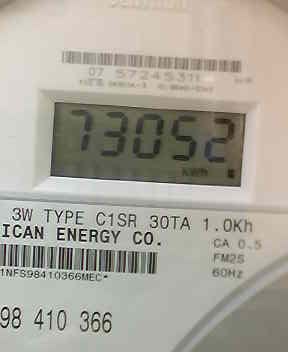 07 57245311
73052
KWH
3W TYPE C1SR 30TA 1.0Kh
ICAN ENERGY CO.
CA 0.5
FM2S
60Hz
1NFS98410366MEC*
98 410 366